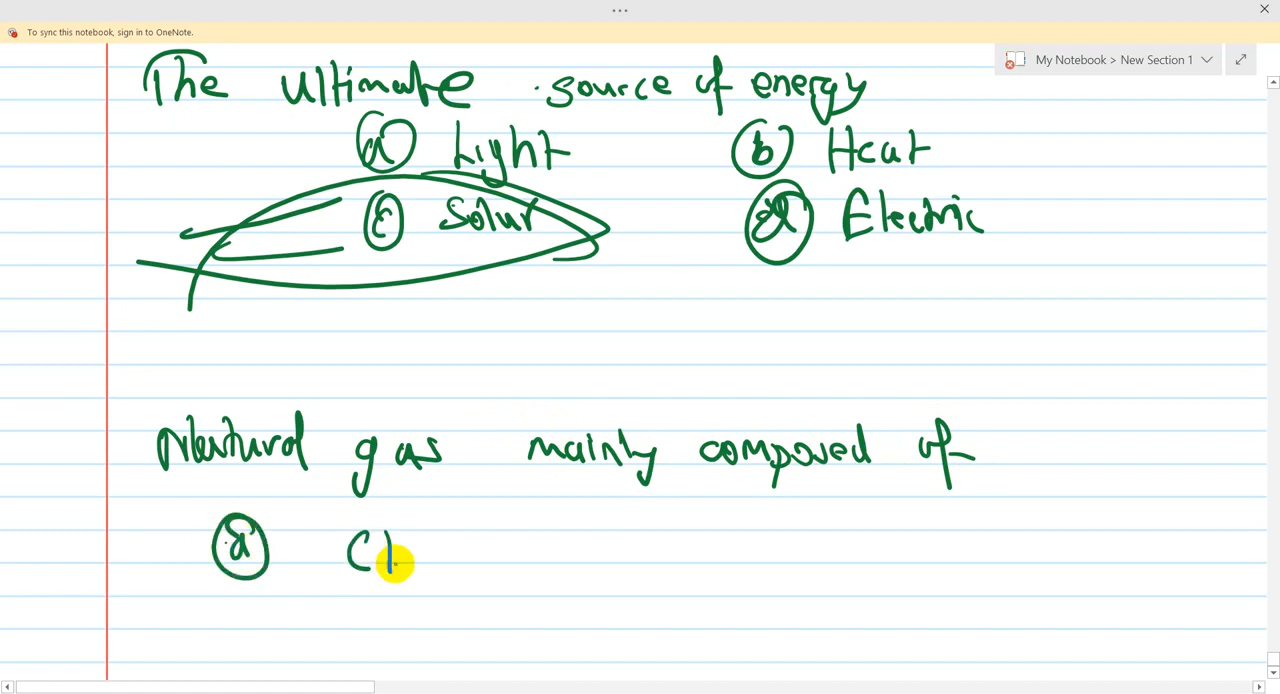 To sync this notebook, sign in to OneNote.
My Notebook > New Section 1
The ultimate source of energy
a Light b Heat
c Solar d Electric
Natural gas mainly composed of
a C